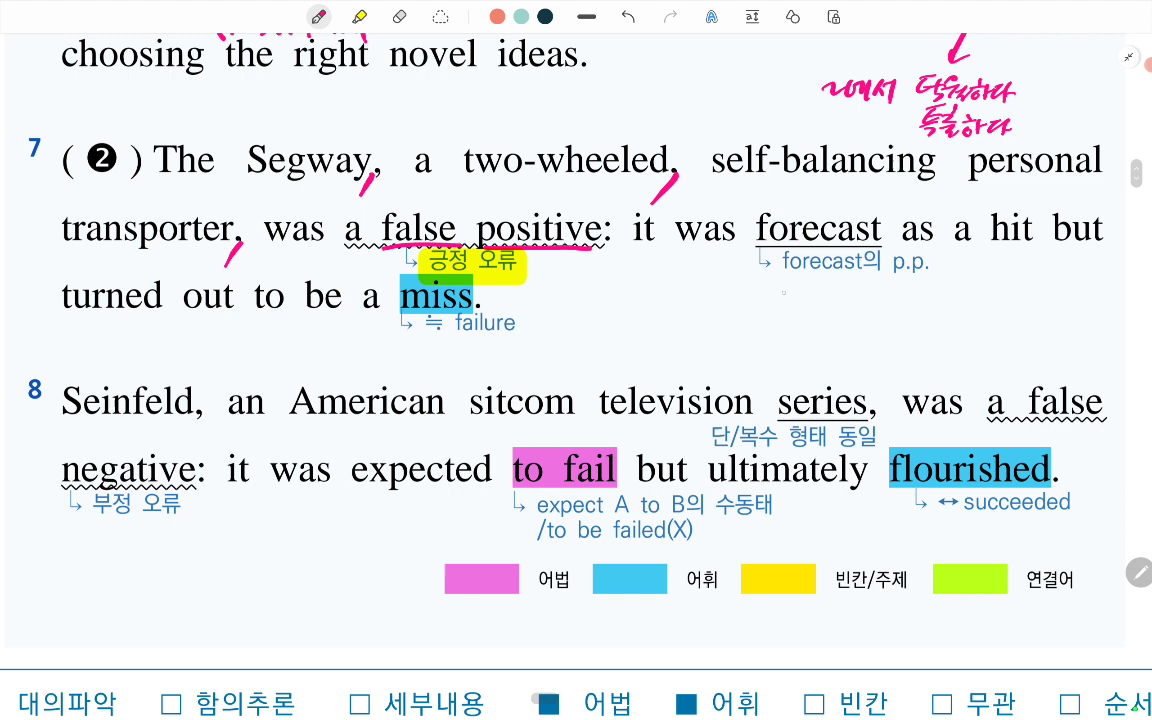 choosing the right novel ideas.
~에서 탁월하다
특출하다
7 ( ❷ ) The Segway, a two-wheeled, self-balancing personal
transporter, was a false positive: it was forecast as a hit but
↳ 긍정 오류 ↳ forecast의 p.p.
turned out to be a miss.
↳ ≒ failure
8 Seinfeld, an American sitcom television series, was a false
단/복수 형태 동일
negative: it was expected to fail but ultimately flourished.
↳ 부정 오류 ↳ expect A to B의 수동태 ↳ ↔ succeeded
/to be failed(X)
어법 어휘 빈칸/주제 연결어
대의파악 □ 함의추론 □ 세부내용 ■ 어법 ■ 어휘 □ 빈칸 □ 무관 □ 순서